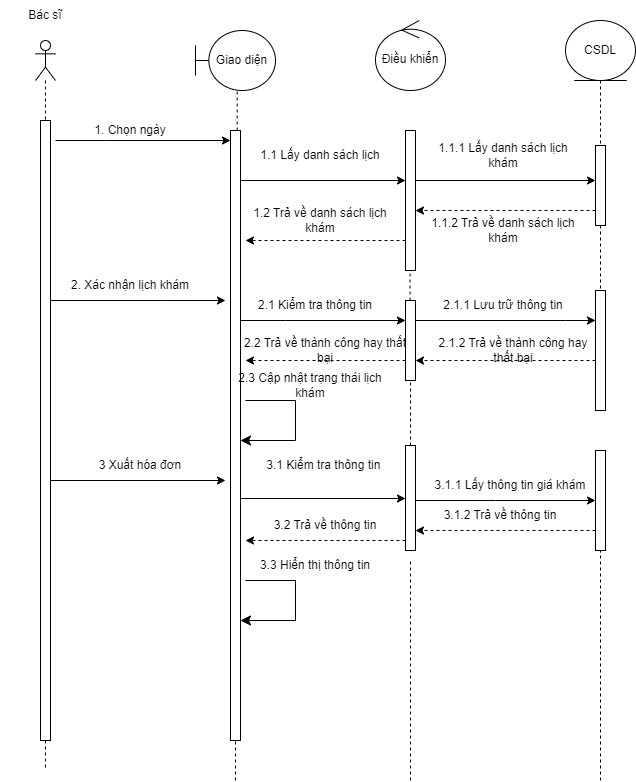 Bác sĩ
Giao diện
Điều khiển
CSDL
1. Chọn ngày
1.1 Lấy danh sách lịch
1.1.1 Lấy danh sách lịch
khám
1.2 Trả về danh sách lịch
khám
1.1.2 Trả về danh sách lịch
khám
2. Xác nhận lịch khám
2.1 Kiểm tra thông tin
2.1.1 Lưu trữ thông tin
2.2 Trả về thành công hay thất
bại
2.1.2 Trả về thành công hay
thất bại
2.3 Cập nhật trạng thái lịch
khám
3 Xuất hóa đơn
3.1 Kiểm tra thông tin
3.1.1 Lấy thông tin giá khám
3.2 Trả về thông tin
3.1.2 Trả về thông tin
3.3 Hiển thị thông tin